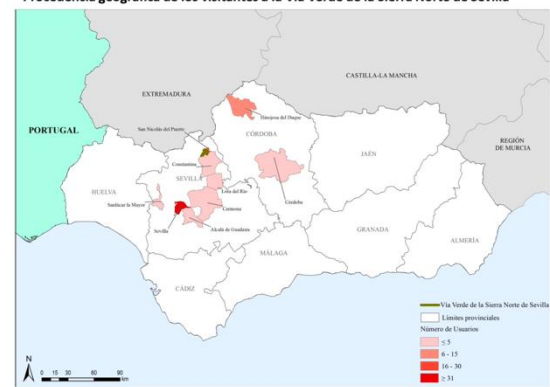 Procedencia geográfica de los visitantes a la Vía Verde de la Sierra Norte de Sevilla
CASTILLA-LA MANCHA
EXTREMADURA
Hinojosa del Duque
PORTUGAL
San Nicolás del Puerto
CÓRDOBA
REGIÓN
DE MURCIA
JAÉN
Constantina
SEVILLA
HUELVA
Lora del Río
Sanlúcar la Mayor
Córdoba
Carmona
Sevilla
Alcalá de Guadaíra
GRANADA
ALMERÍA
MÁLAGA
CÁDIZ
Vía Verde de la Sierra Norte de Sevilla
Límites provinciales
Número de Usuarios
≤ 5
6 - 15
16 - 30
≥ 31
N
0 15 30 60 90
km